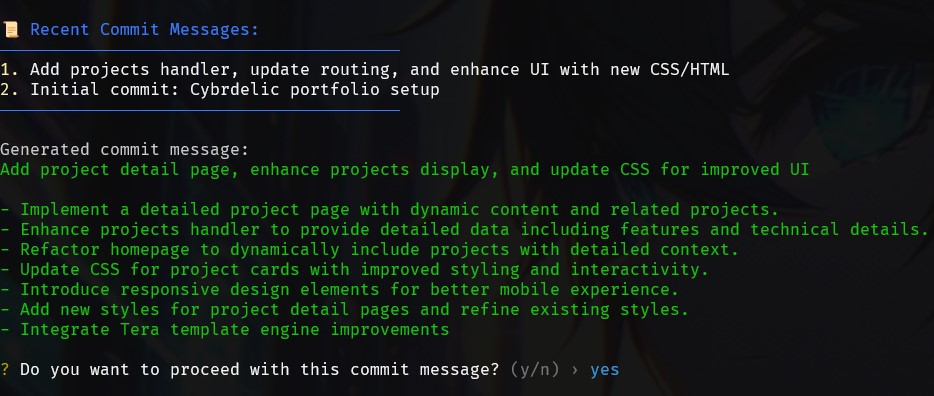 📜 Recent Commit Messages:
1. Add projects handler, update routing, and enhance UI with new CSS/HTML
2. Initial commit: Cybrdelic portfolio setup
Generated commit message:
Add project detail page, enhance projects display, and update CSS for improved UI
- Implement a detailed project page with dynamic content and related projects.
- Enhance projects handler to provide detailed data including features and technical details.
- Refactor homepage to dynamically include projects with detailed context.
- Update CSS for project cards with improved styling and interactivity.
- Introduce responsive design elements for better mobile experience.
- Add new styles for project detail pages and refine existing styles.
- Integrate Tera template engine improvements
? Do you want to proceed with this commit message? (y/n) › yes